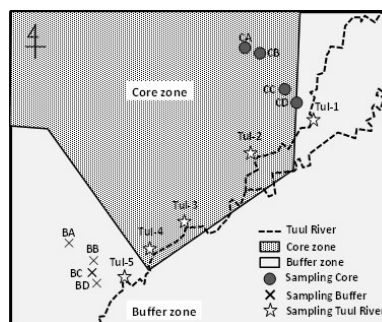 CA
CB
Core zone
CC
CD
Tul-1
Tul-2
Tul-3
Tul-4
BA
BB
BC
Tul-5
BD
Buffer zone
Tuul River
Core zone
Buffer zone
Sampling Core
Sampling Buffer
Sampling Tuul River